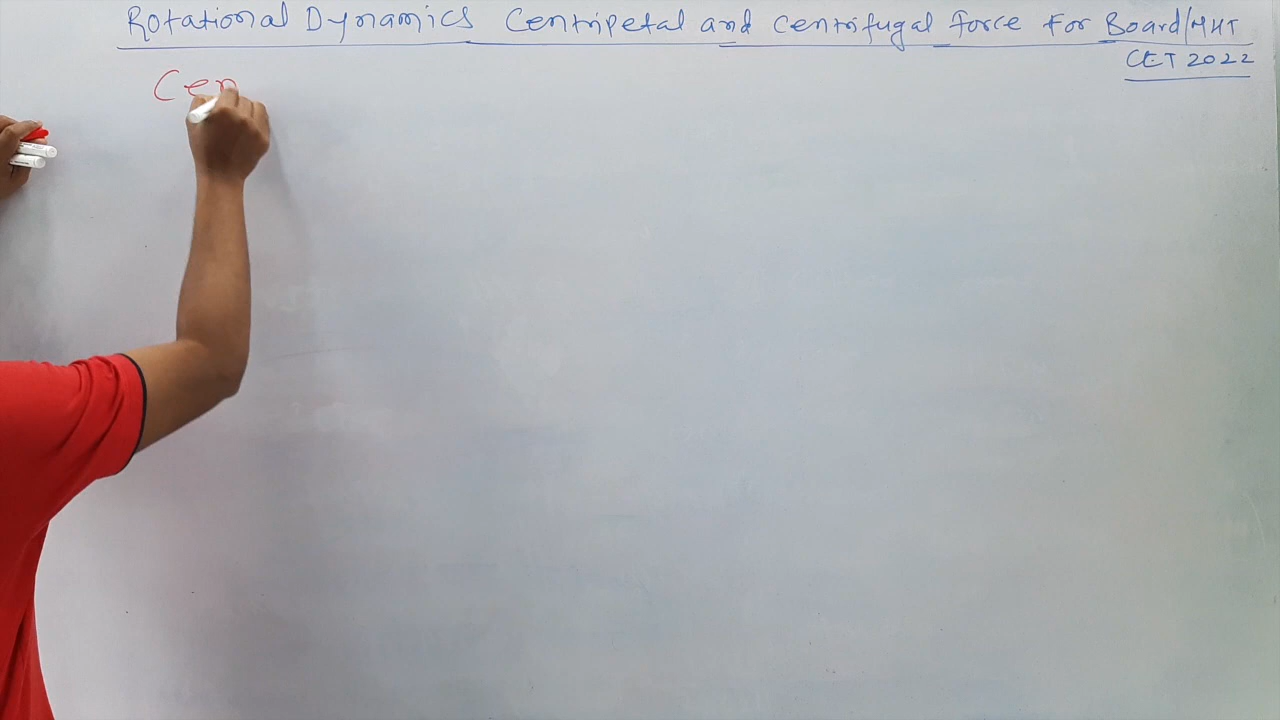 Rotational Dynamics Centripetal and Centrifugal force For Board/MHT
CET 2022
Cen